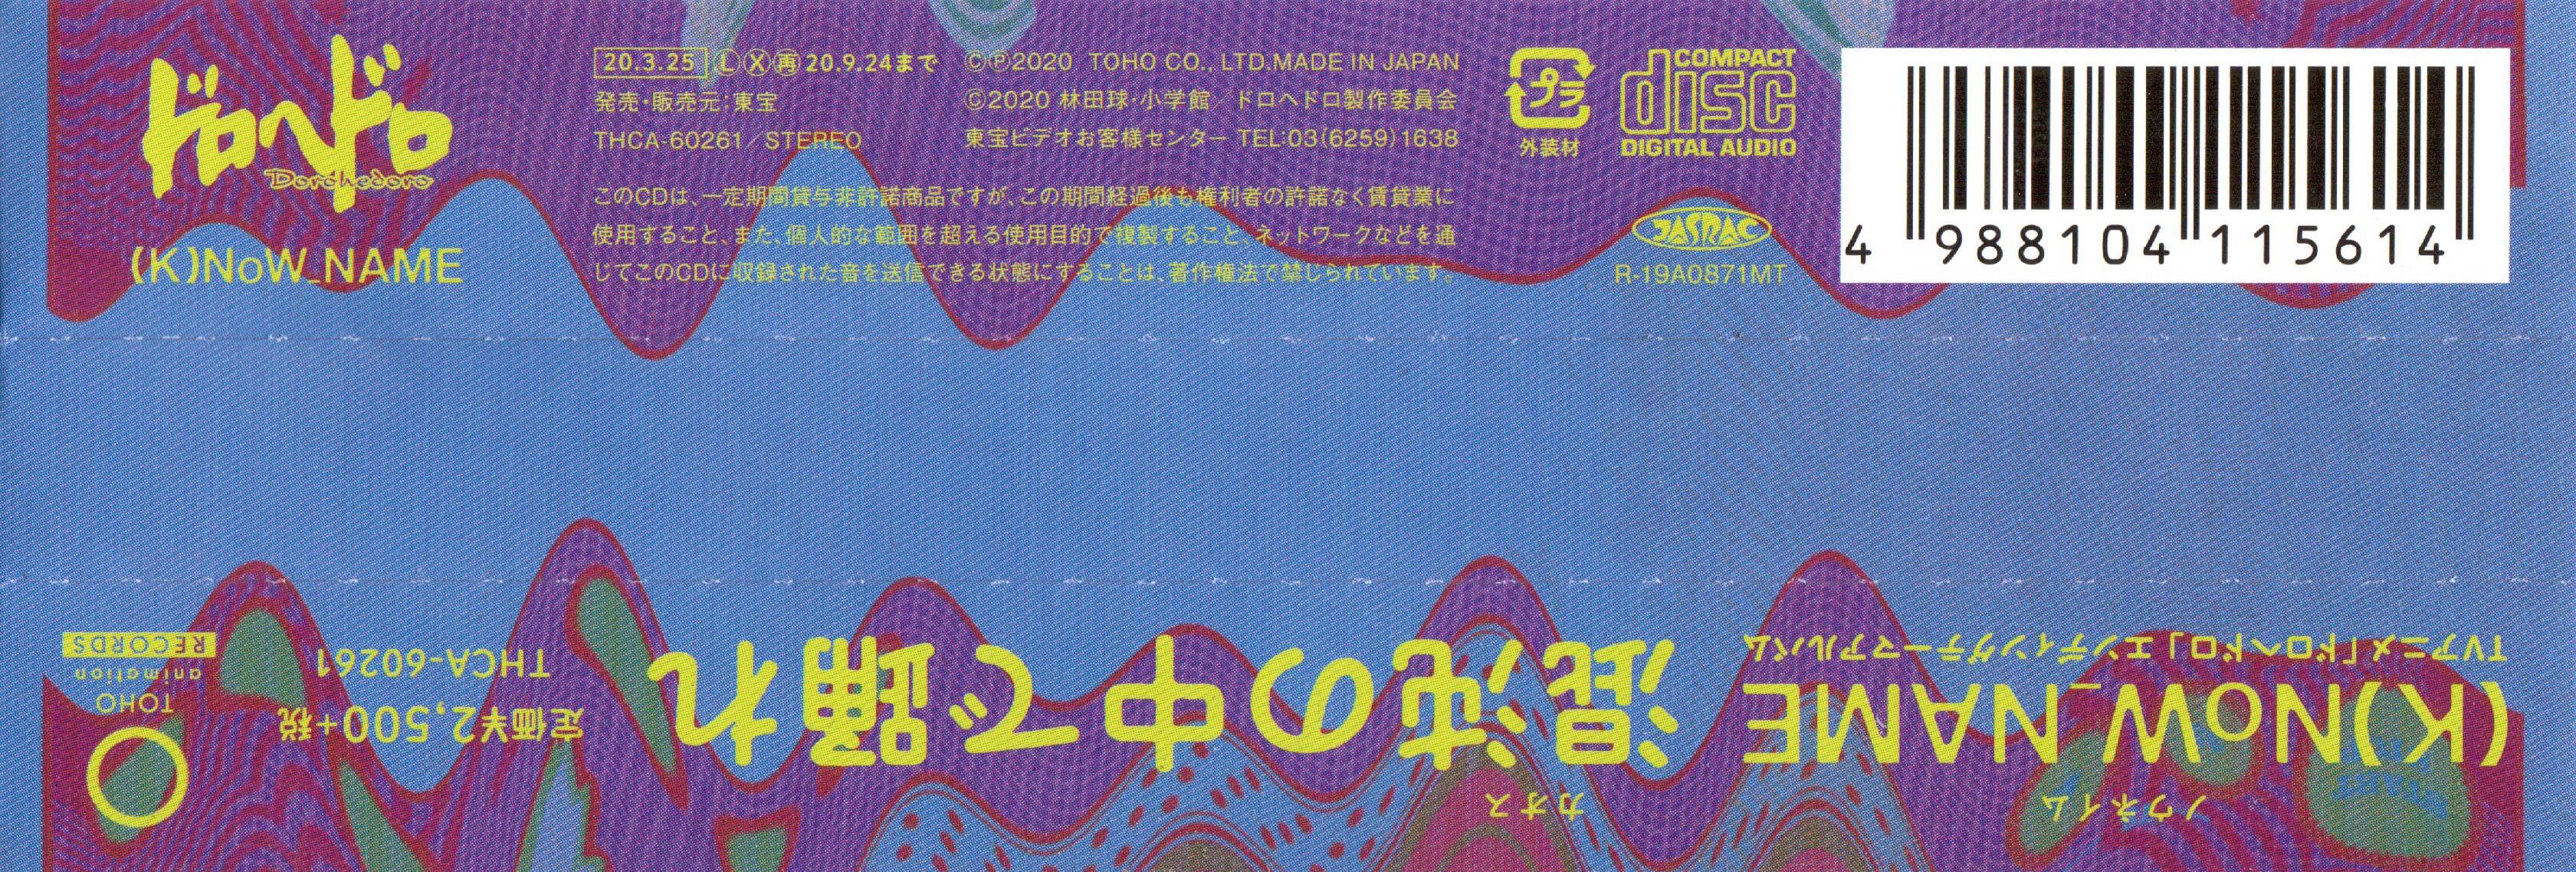 ドロヘドロ
Dorohedoro
(K)NoW_NAME
20.3.25 Ⓛ Ⓧ ㊢ 20.9.24まで
発売・販売元：東宝
THCA-60261／STEREO
ⒸⓅ2020 TOHO CO., LTD.MADE IN JAPAN
Ⓒ2020 林田球・小学館／ドロヘドロ製作委員会
東宝ビデオお客様センター TEL:03(6259)1638
このCDは、一定期間貸与非許諾商品ですが、この期間経過後も権利者の許諾なく賃貸業に
使用すること、また、個人的な範囲を超える使用目的で複製すること、ネットワークなどを通
じてこのCDに収録された音を送信できる状態にすることは、著作権法で禁じられています。
プラ
外装材
COMPACT
disc
DIGITAL AUDIO
JASRAC
R-19A0871MT
4 988104 115614
ノウネイム
(K)NoW_NAME
TVアニメ「ドロヘドロ」エンディングテーマアルバム
カオス
混沌の中で踊れ
定価¥2,500+税
THCA-60261
TOHO
animation
RECORDS